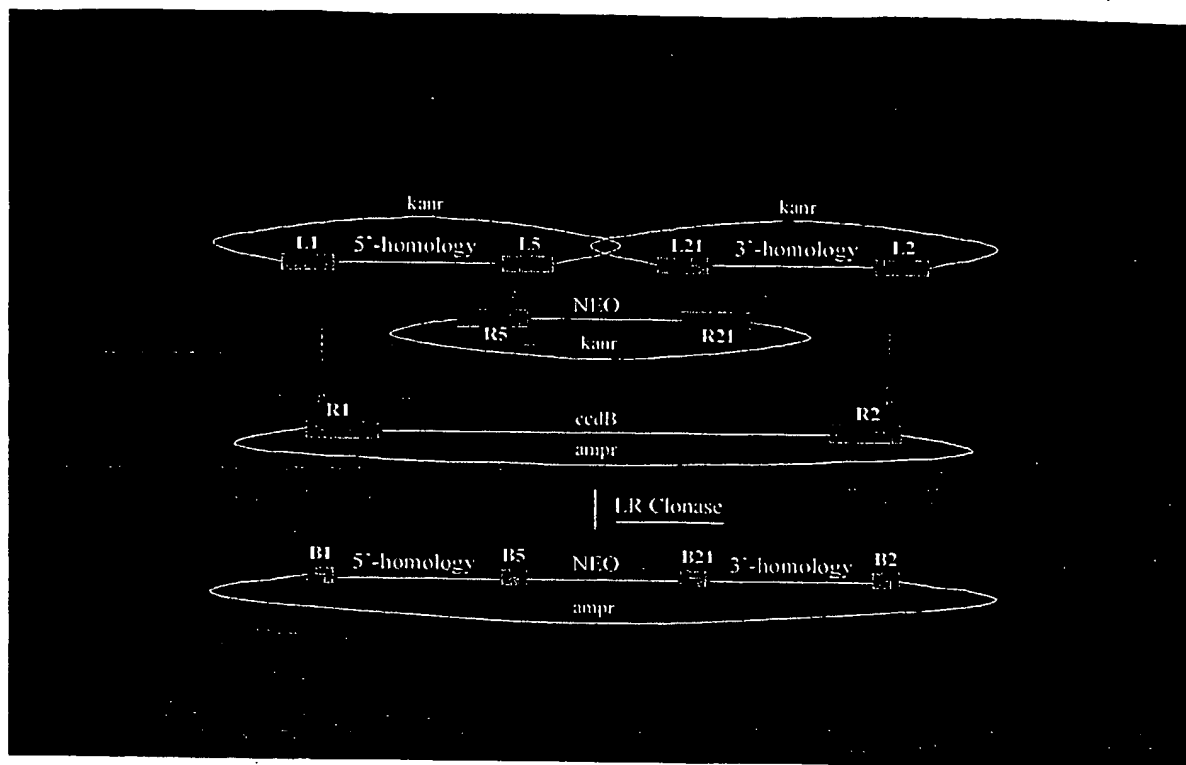 kanr kanr
L1 5'-homology L5 L21 3'-homology L2
NEO
R5 R21
kanr
R1 ccdB R2
ampr
LR Clonase
B1 5'-homology B5 NEO B21 3'-homology B2
ampr